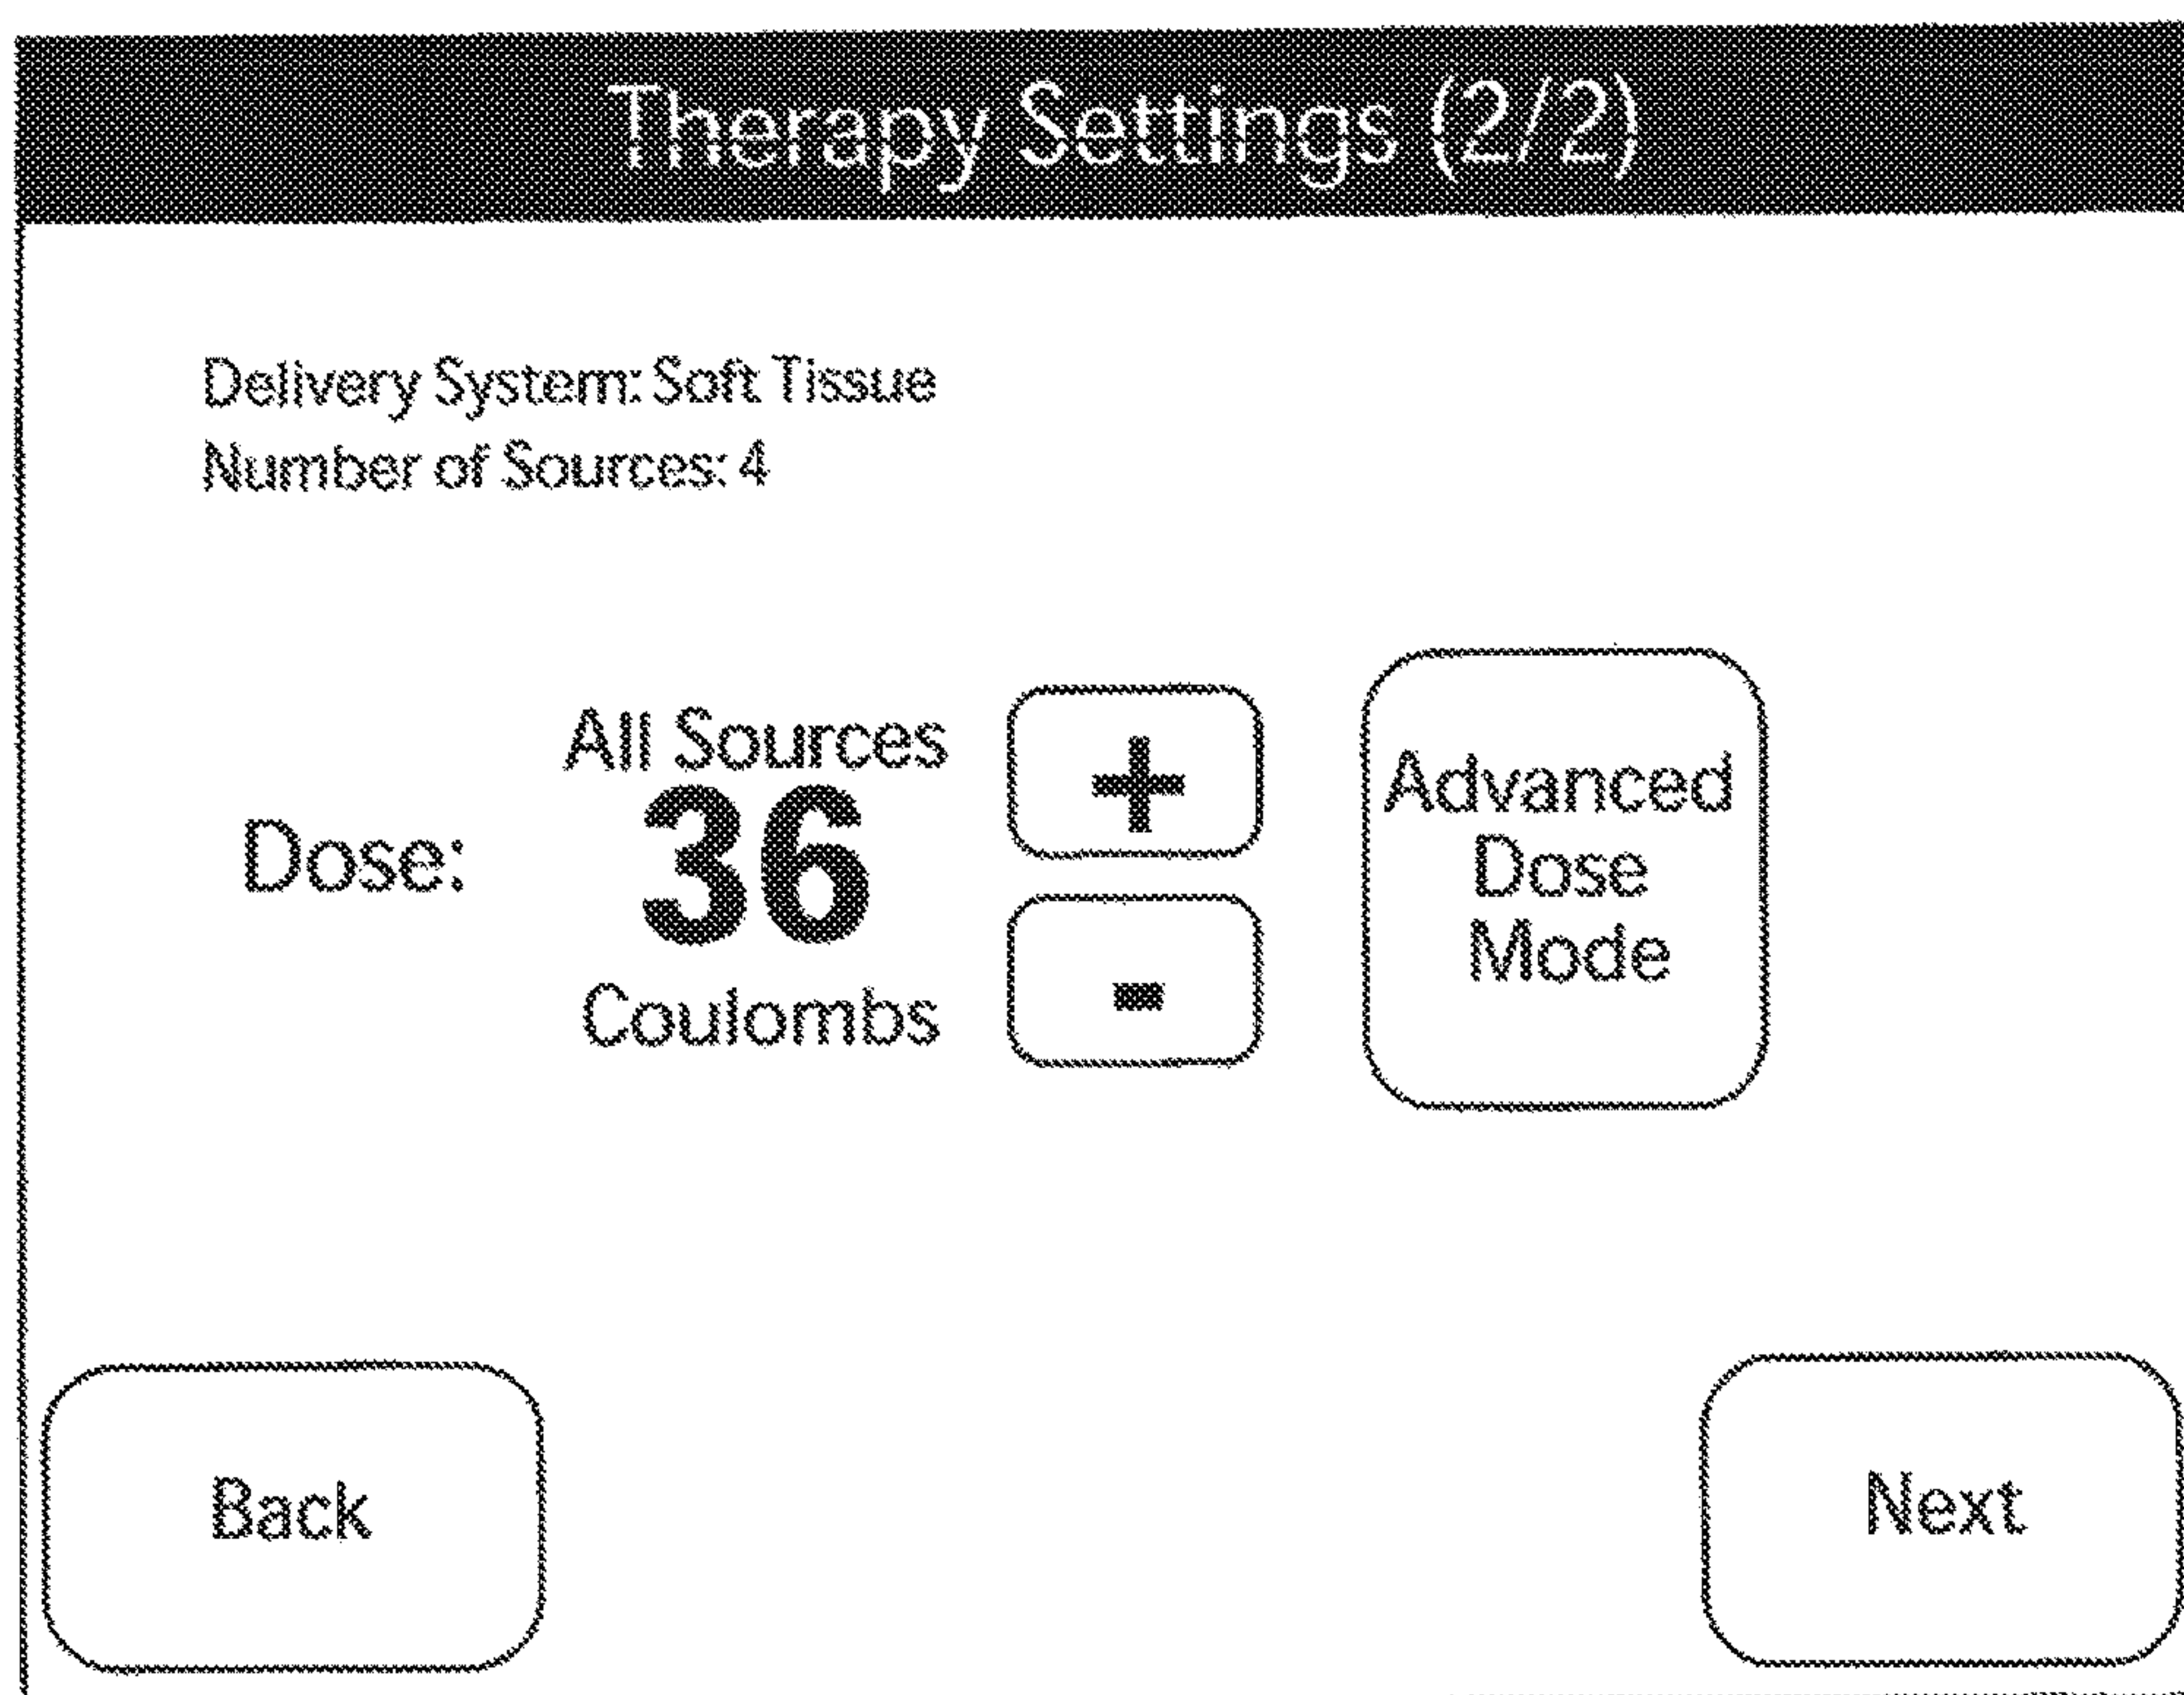 Therapy Settings (2/2)
Delivery System: Soft Tissue
Number of Sources: 4
Dose:
All Sources
36
Coulombs
+
-
Advanced
Dose
Mode
Back
Next